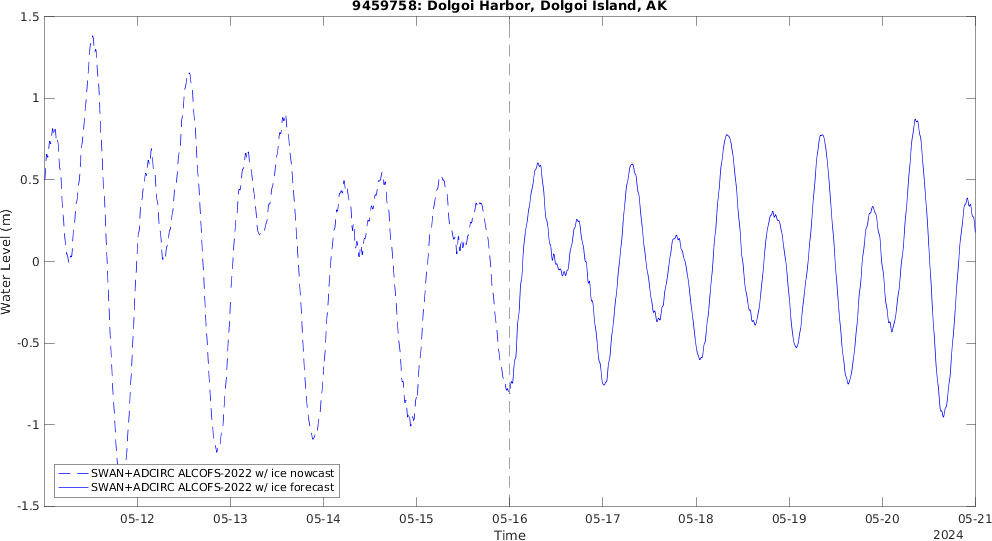 9459758: Dolgoi Harbor, Dolgoi Island, AK
1.5
1
0.5
0
-0.5
-1
-1.5
Water Level (m)
SWAN+ADCIRC ALCOFS-2022 w/ ice nowcast
SWAN+ADCIRC ALCOFS-2022 w/ ice forecast
05-12 05-13 05-14 05-15 05-16 05-17 05-18 05-19 05-20 05-21
Time
2024